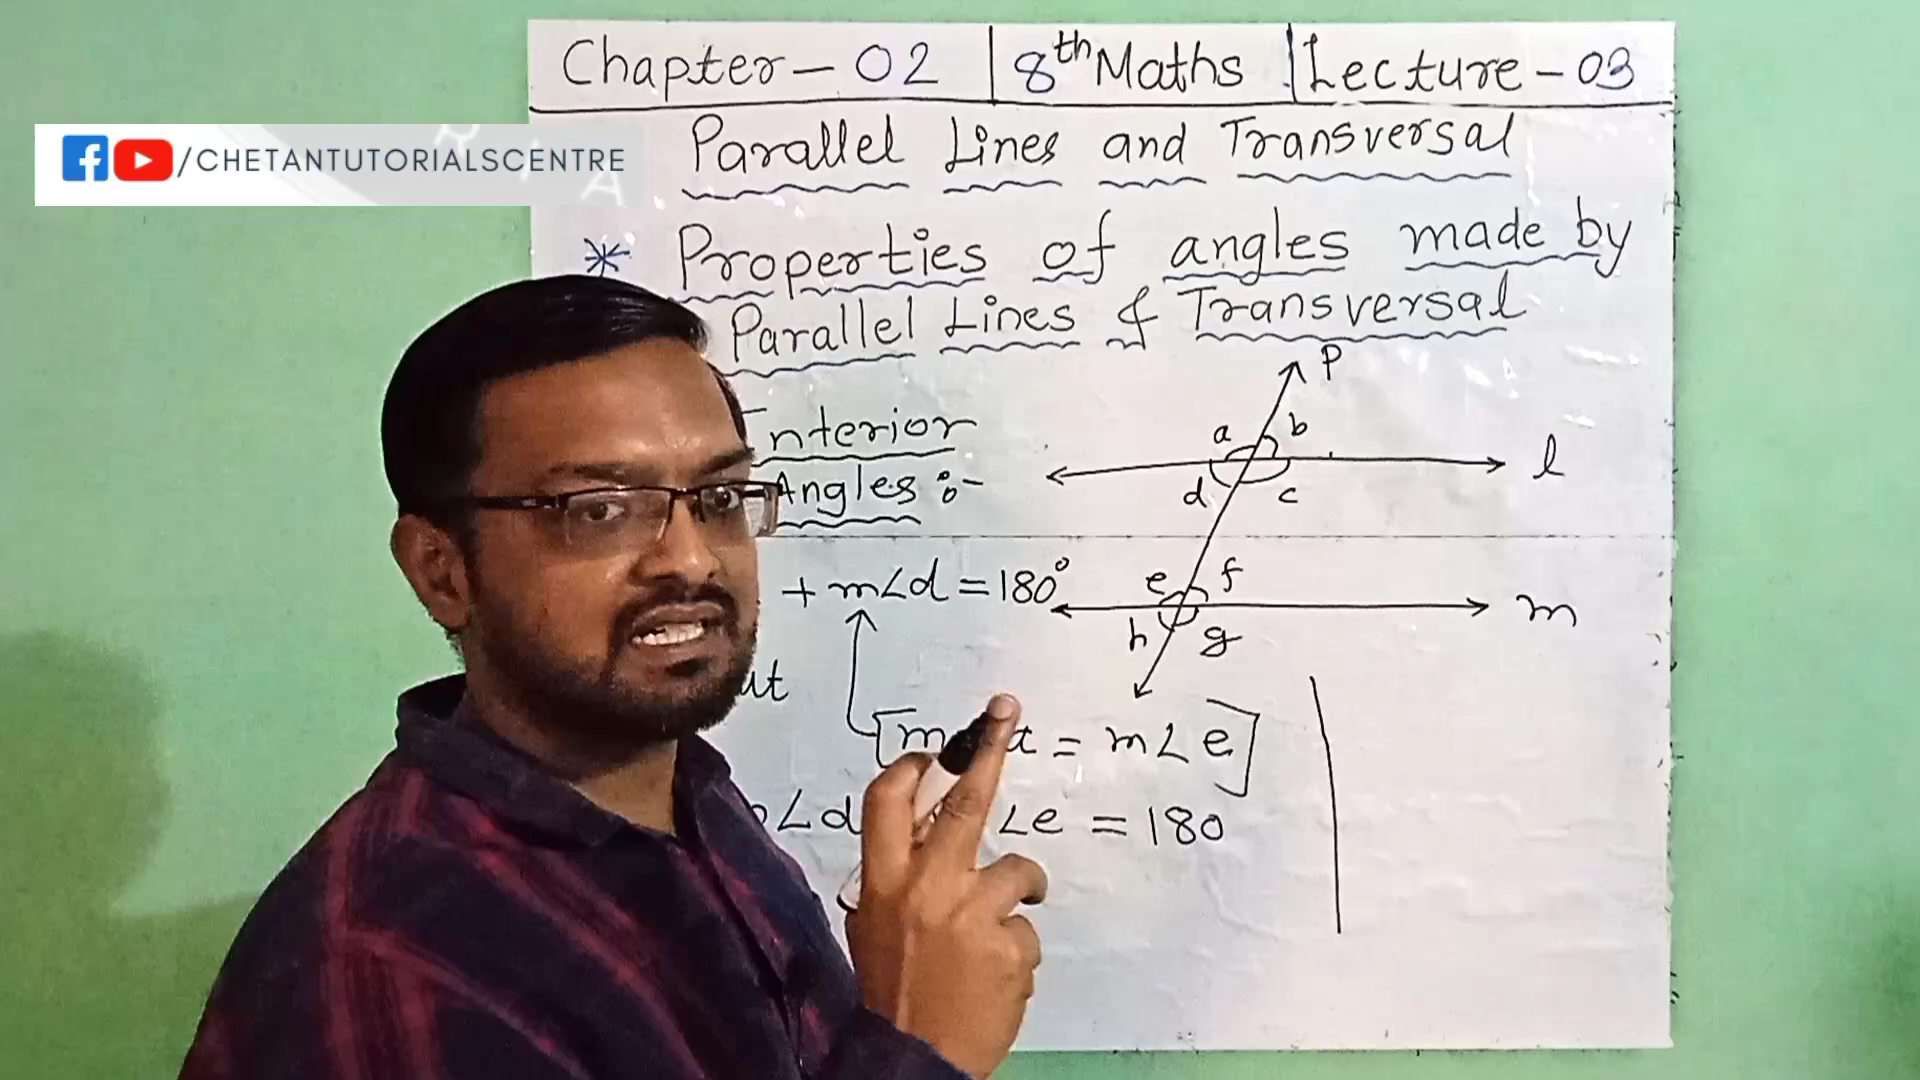 Chapter - 02 | 8th Maths | Lecture - 03
/CHETANTUTORIALSCENTRE
Parallel Lines and Transversal
* Properties of angles made by
Parallel Lines & Transversal
P
Interior
a b
l
Angles :-
d c
e f
+ m∠d = 180°
m
h g
= m∠e]
∠d ∠e = 180